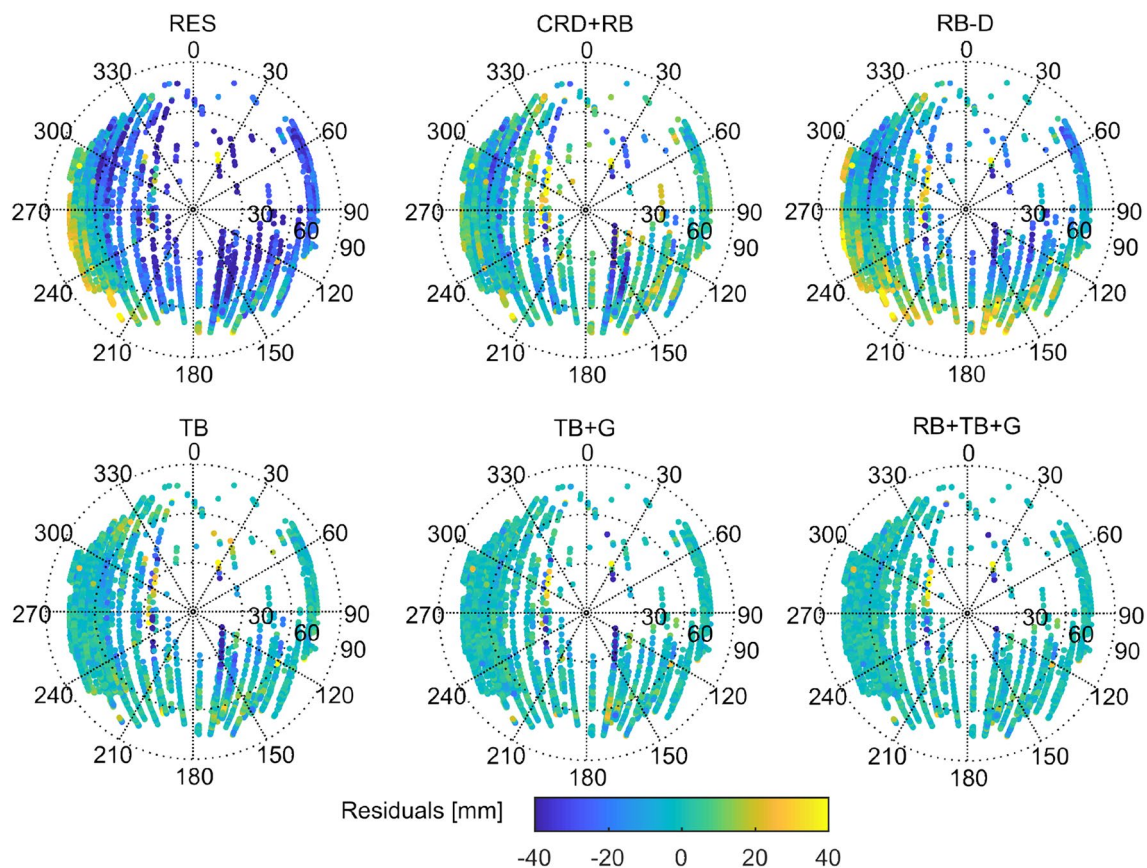 RES CRD+RB RB-D
0 0 0
330 30 330 30 330 30
300 60 300 60 300 60
270 30 90 270 30 90 270 30 90
60 60 60
90 90 90
240 120 240 120 240 120
210 150 210 150 210 150
180 180 180
TB TB+G RB+TB+G
0 0 0
330 30 330 30 330 30
300 60 300 60 300 60
270 30 90 270 30 90 270 30 90
60 60 60
90 90 90
240 120 240 120 240 120
210 150 210 150 210 150
180 180 180
Residuals [mm]
-40 -20 0 20 40